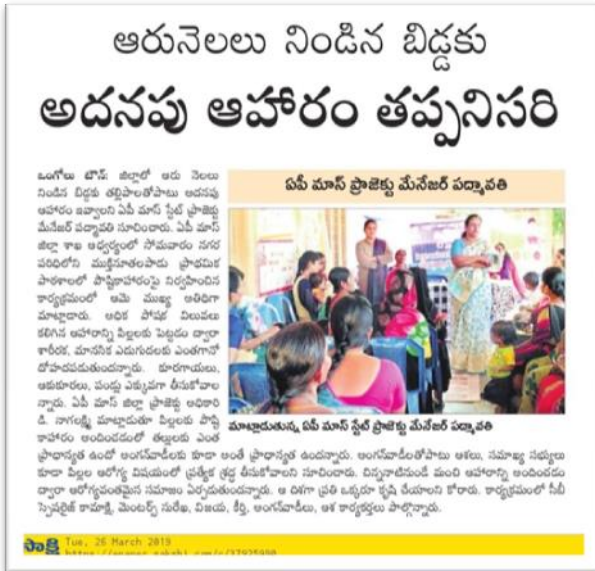 ఆరునెలలు నిండిన బిడ్డకు
అదనపు ఆహారం తప్పనిసరి
ఒంగోలు టౌన్: జిల్లాలో ఆరు నెలలు
నిండిన బిడ్డకు తల్లిపాలతోపాటు అదనపు
ఆహారం ఇవ్వాలని ఏపీ మాస్ స్టేట్ ప్రాజెక్టు
మేనేజర్ పద్మావతి సూచించారు. ఏపీ మాస్
జిల్లా శాఖ ఆధ్వర్యంలో సోమవారం నగర
పరిధిలోని ముక్తినూతలపాడు ప్రాథమిక
పాఠశాలలో పౌష్టికాహారంపై నిర్వహించిన
కార్యక్రమంలో ఆమె ముఖ్య అతిథిగా
మాట్లాడారు. అధిక పోషక విలువలు
కలిగిన ఆహారాన్ని పిల్లలకు పెట్టడం ద్వారా
శారీరక, మానసిక ఎదుగుదలకు ఎంతగానో
దోహదపడుతుందన్నారు. కూరగాయలు,
ఆకుకూరలు, పండ్లు ఎక్కువగా తీసుకోవాల
న్నారు. ఏపీ మాస్ జిల్లా ప్రాజెక్టు అధికారి
డి. నాగలక్ష్మి మాట్లాడుతూ పిల్లలకు పౌష్టి
కాహారం అందించడంలో తల్లులకు ఎంత
ప్రాధాన్యత ఉందో అంగన్‌వాడీలకు కూడా అంతే ప్రాధాన్యత ఉందన్నారు. అంగన్‌వాడీలతోపాటు ఆశలు, సమాఖ్య సభ్యులు
కూడా పిల్లల ఆరోగ్య విషయంలో ప్రత్యేక శ్రద్ధ తీసుకోవాలని సూచించారు. చిన్ననాటినుండే మంచి ఆహారాన్ని అందించడం
ద్వారా ఆరోగ్యవంతమైన సమాజం ఏర్పడుతుందన్నారు. ఆ దిశగా ప్రతి ఒక్కరూ కృషి చేయాలని కోరారు. కార్యక్రమంలో సీబీ
స్పెషలైజ్ కామాక్షి, మెంటర్స్ సురేఖ, విజయ, కీర్తి, అంగన్‌వాడీలు, ఆశ కార్యకర్తలు పాల్గొన్నారు.
ఏపీ మాస్ ప్రాజెక్టు మేనేజర్ పద్మావతి
మాట్లాడుతున్న ఏపీ మాస్ స్టేట్ ప్రాజెక్టు మేనేజర్ పద్మావతి
సాక్షి Tue, 26 March 2019